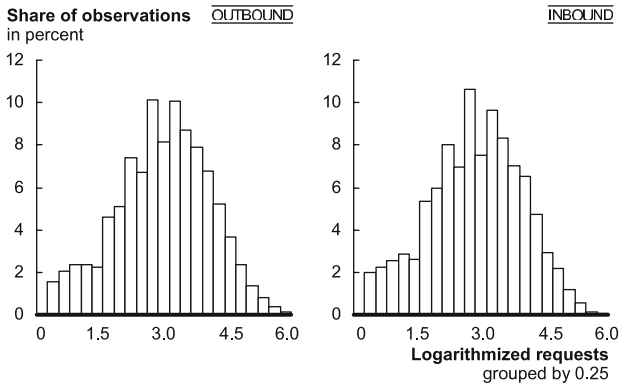 Share of observations OUTBOUND INBOUND
in percent
12 12
10 10
8 8
6 6
4 4
2 2
0 0
0 1.5 3.0 4.5 6.0 0 1.5 3.0 4.5 6.0
Logarithmized requests
grouped by 0.25